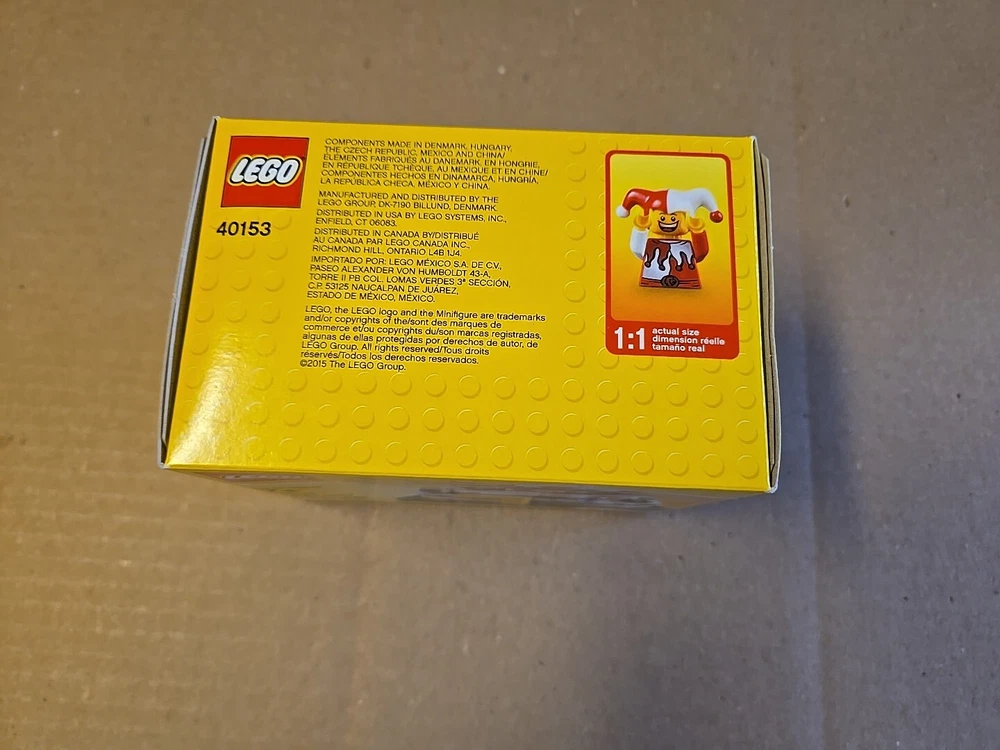 LEGO
40153
COMPONENTS MADE IN DENMARK, HUNGARY,
THE CZECH REPUBLIC, MEXICO AND CHINA/
ÉLÉMENTS FABRIQUÉS AU DANEMARK, EN HONGRIE,
EN RÉPUBLIQUE TCHÈQUE, AU MEXIQUE ET EN CHINE/
COMPONENTES HECHOS EN DINAMARCA, HUNGRÍA,
LA REPÚBLICA CHECA, MÉXICO Y CHINA.
MANUFACTURED AND DISTRIBUTED BY THE
LEGO GROUP, DK-7190 BILLUND, DENMARK.
DISTRIBUTED IN USA BY LEGO SYSTEMS, INC.,
ENFIELD, CT 06083.
DISTRIBUTED IN CANADA BY/DISTRIBUÉ
AU CANADA PAR LEGO CANADA INC.,
RICHMOND HILL, ONTARIO L4B 1J4.
IMPORTADO POR: LEGO MÉXICO S.A. DE C.V.,
PASEO ALEXANDER VON HUMBOLDT 43-A,
TORRE II PB COL. LOMAS VERDES 3ª SECCIÓN,
C.P. 53125 NAUCALPAN DE JUÁREZ,
ESTADO DE MÉXICO, MÉXICO.
LEGO, the LEGO logo and the Minifigure are trademarks
and/or copyrights of the/sont des marques de
commerce et/ou copyrights du/son marcas registradas,
algunas de ellas protegidas por derechos de autor, de
LEGO Group. All rights reserved/Tous droits
réservés/Todos los derechos reservados.
©2015 The LEGO Group.
1:1
actual size
dimension réelle
tamaño real